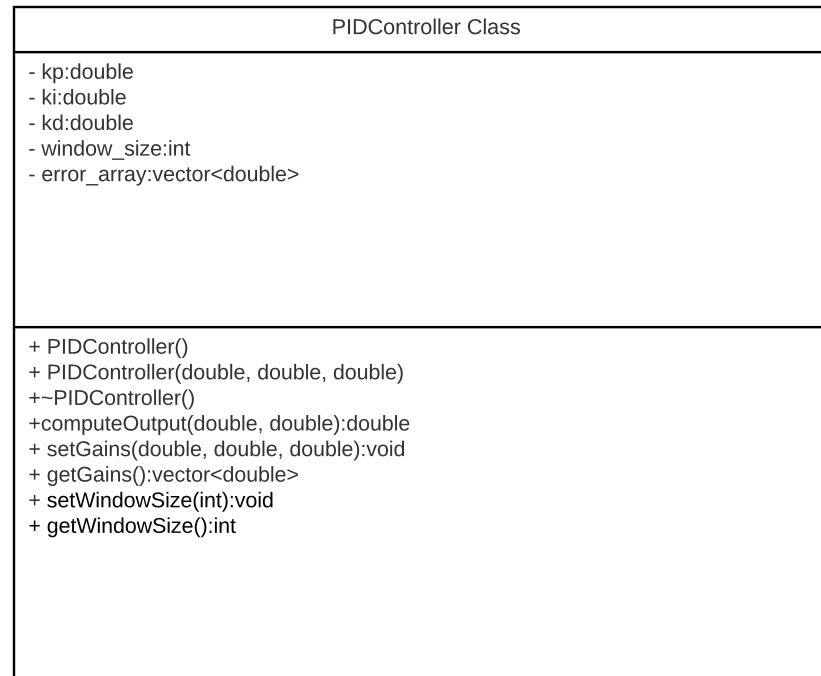 PIDController Class
- kp:double
- ki:double
- kd:double
- window_size:int
- error_array:vector<double>
+ PIDController()
+ PIDController(double, double, double)
+~PIDController()
+computeOutput(double, double):double
+ setGains(double, double, double):void
+ getGains():vector<double>
+ setWindowSize(int):void
+ getWindowSize():int